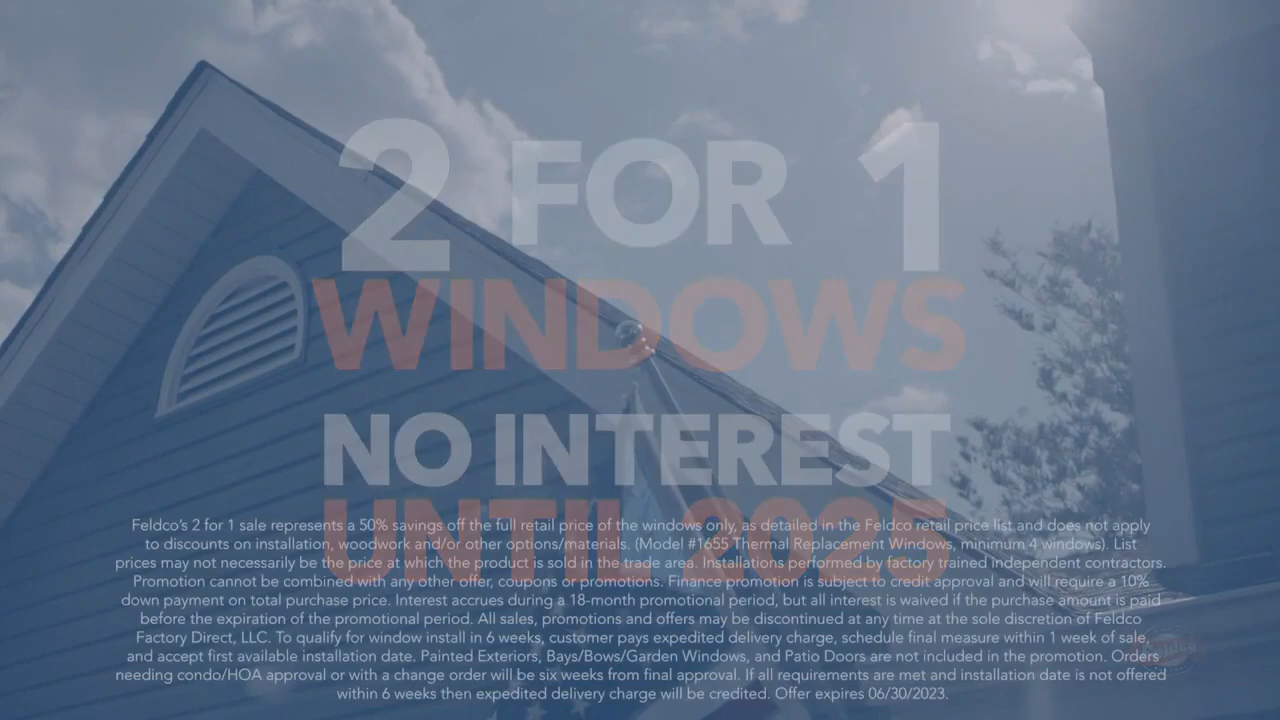 2 FOR 1
WINDOWS
NO INTEREST
UNTIL 2025
Feldco's 2 for 1 sale represents a 50% savings off the full retail price of the windows only, as detailed in the Feldco retail price list and does not apply
to discounts on installation, woodwork and/or other options/materials. (Model #1655 Tional Replacement Windows, minimum 4 windows). List
prices may not necessarily be the price at which the product is sold in the trade area. Installation performed by factory trained independent contractors.
Promotion cannot be combined with any other offer, coupons or promotions. Finance promotion is subject to credit approval and will require a 10%
down payment on total purchase price. Interest accrues during a 18-month promotional period, but all interest is waived if the purchase amount is paid
before the expiration of the promotional period. All sales, promotions and offers may be discontinued at any time at the sole discretion of Feldco
Factory Direct, LLC. To qualify for window install in 6 weeks, customer pays expedited delivery charge, schedule final measure within 1 week of sale,
and accept first available installation date. Painted Exteriors, Bays/Bows/Garden Windows, and Patio Doors are not included in the promotion. Orders
needing condo/HOA approval or with a change order will be six weeks from final approval. If all requirements are met and installation date is not offered
within 6 weeks then expedited delivery charge will be credited. Offer expires 06/30/2023.
Feldco